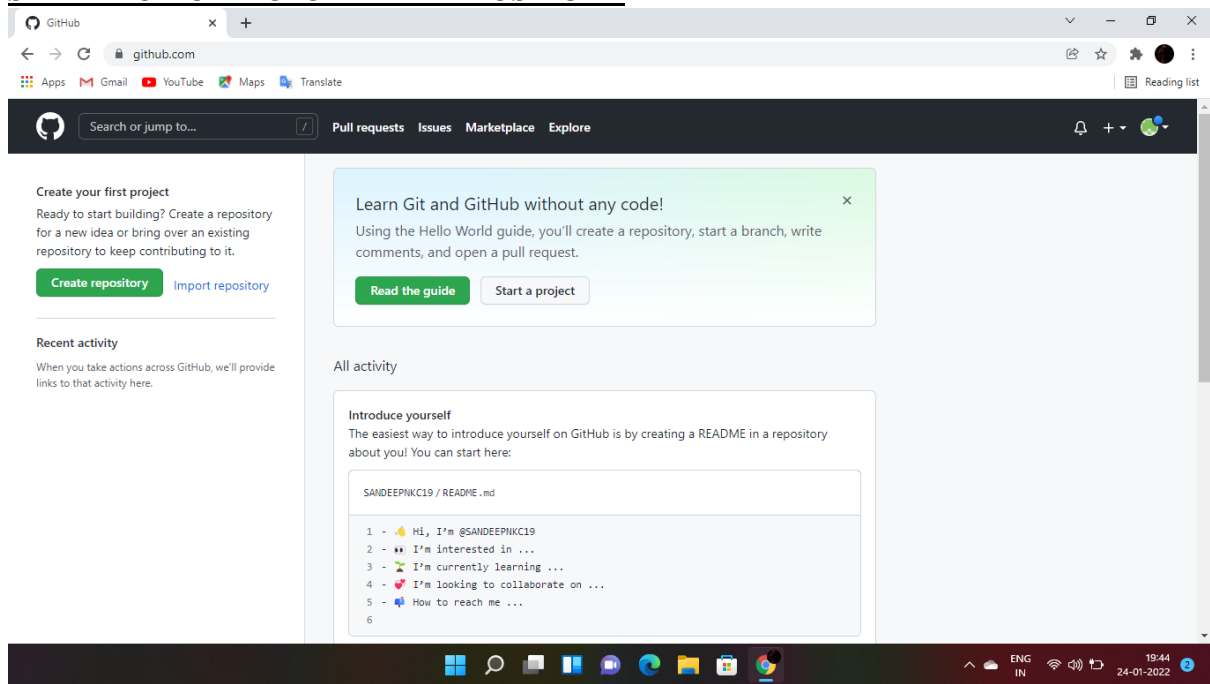 GitHub
github.com
Apps Gmail YouTube Maps Translate
Reading list
Search or jump to... / Pull requests Issues Marketplace Explore
Create your first project
Ready to start building? Create a repository
for a new idea or bring over an existing
repository to keep contributing to it.
Create repository Import repository
Recent activity
When you take actions across GitHub, we'll provide
links to that activity here.
Learn Git and GitHub without any code!
Using the Hello World guide, you'll create a repository, start a branch, write
comments, and open a pull request.
Read the guide Start a project
All activity
Introduce yourself
The easiest way to introduce yourself on GitHub is by creating a README in a repository
about you! You can start here:
SANDEEPNKC19 / README.md
1 - 👋 Hi, I'm @SANDEEPNKC19
2 - 👀 I'm interested in ...
3 - 🌱 I'm currently learning ...
4 - 💞️ I'm looking to collaborate on ...
5 - 📫 How to reach me ...
6
ENG
IN
19:44
24-01-2022
2